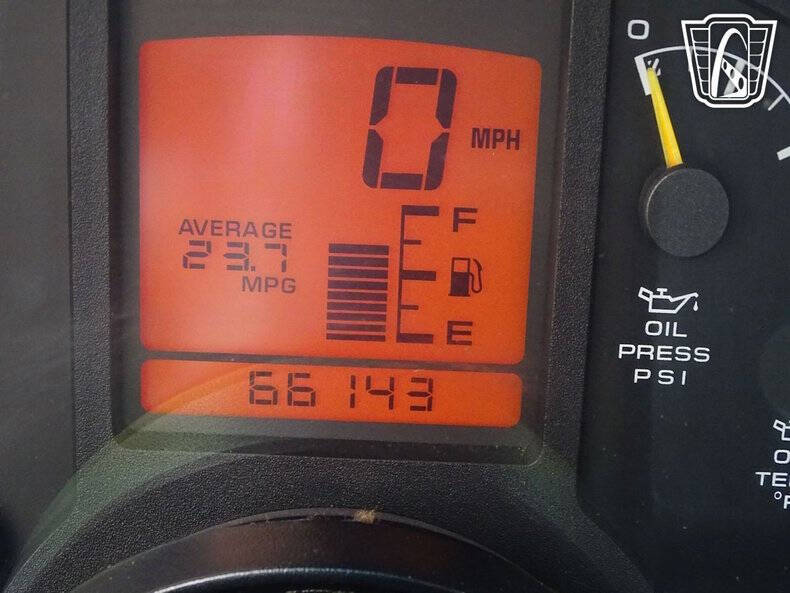 0
0 MPH
F
AVERAGE
23.7
MPG
E
OIL
PRESS
PSI
66143